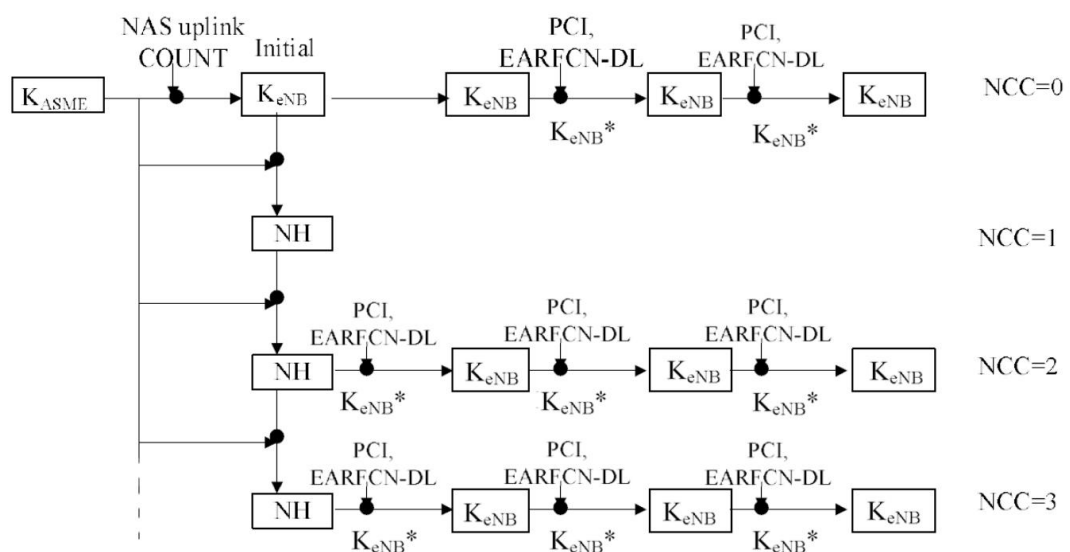 NAS uplink
COUNT
Initial
PCI,
EARFCN-DL
PCI,
EARFCN-DL
K_ASME
K_eNB
K_eNB
K_eNB
K_eNB
NCC=0
K_eNB*
K_eNB*
NH
NCC=1
PCI,
EARFCN-DL
PCI,
EARFCN-DL
PCI,
EARFCN-DL
NH
K_eNB
K_eNB
K_eNB
NCC=2
K_eNB*
K_eNB*
K_eNB*
PCI,
EARFCN-DL
PCI,
EARFCN-DL
PCI,
EARFCN-DL
NH
K_eNB
K_eNB
K_eNB
NCC=3
K_eNB*
K_eNB*
K_eNB*